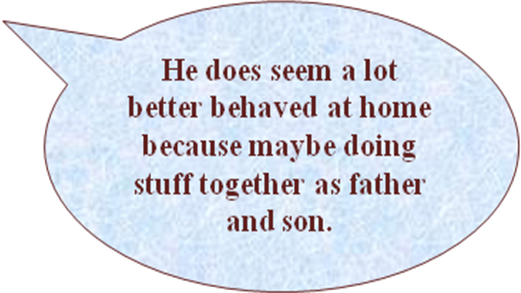 He does seem a lot
better behaved at home
because maybe doing
stuff together as father
and son.